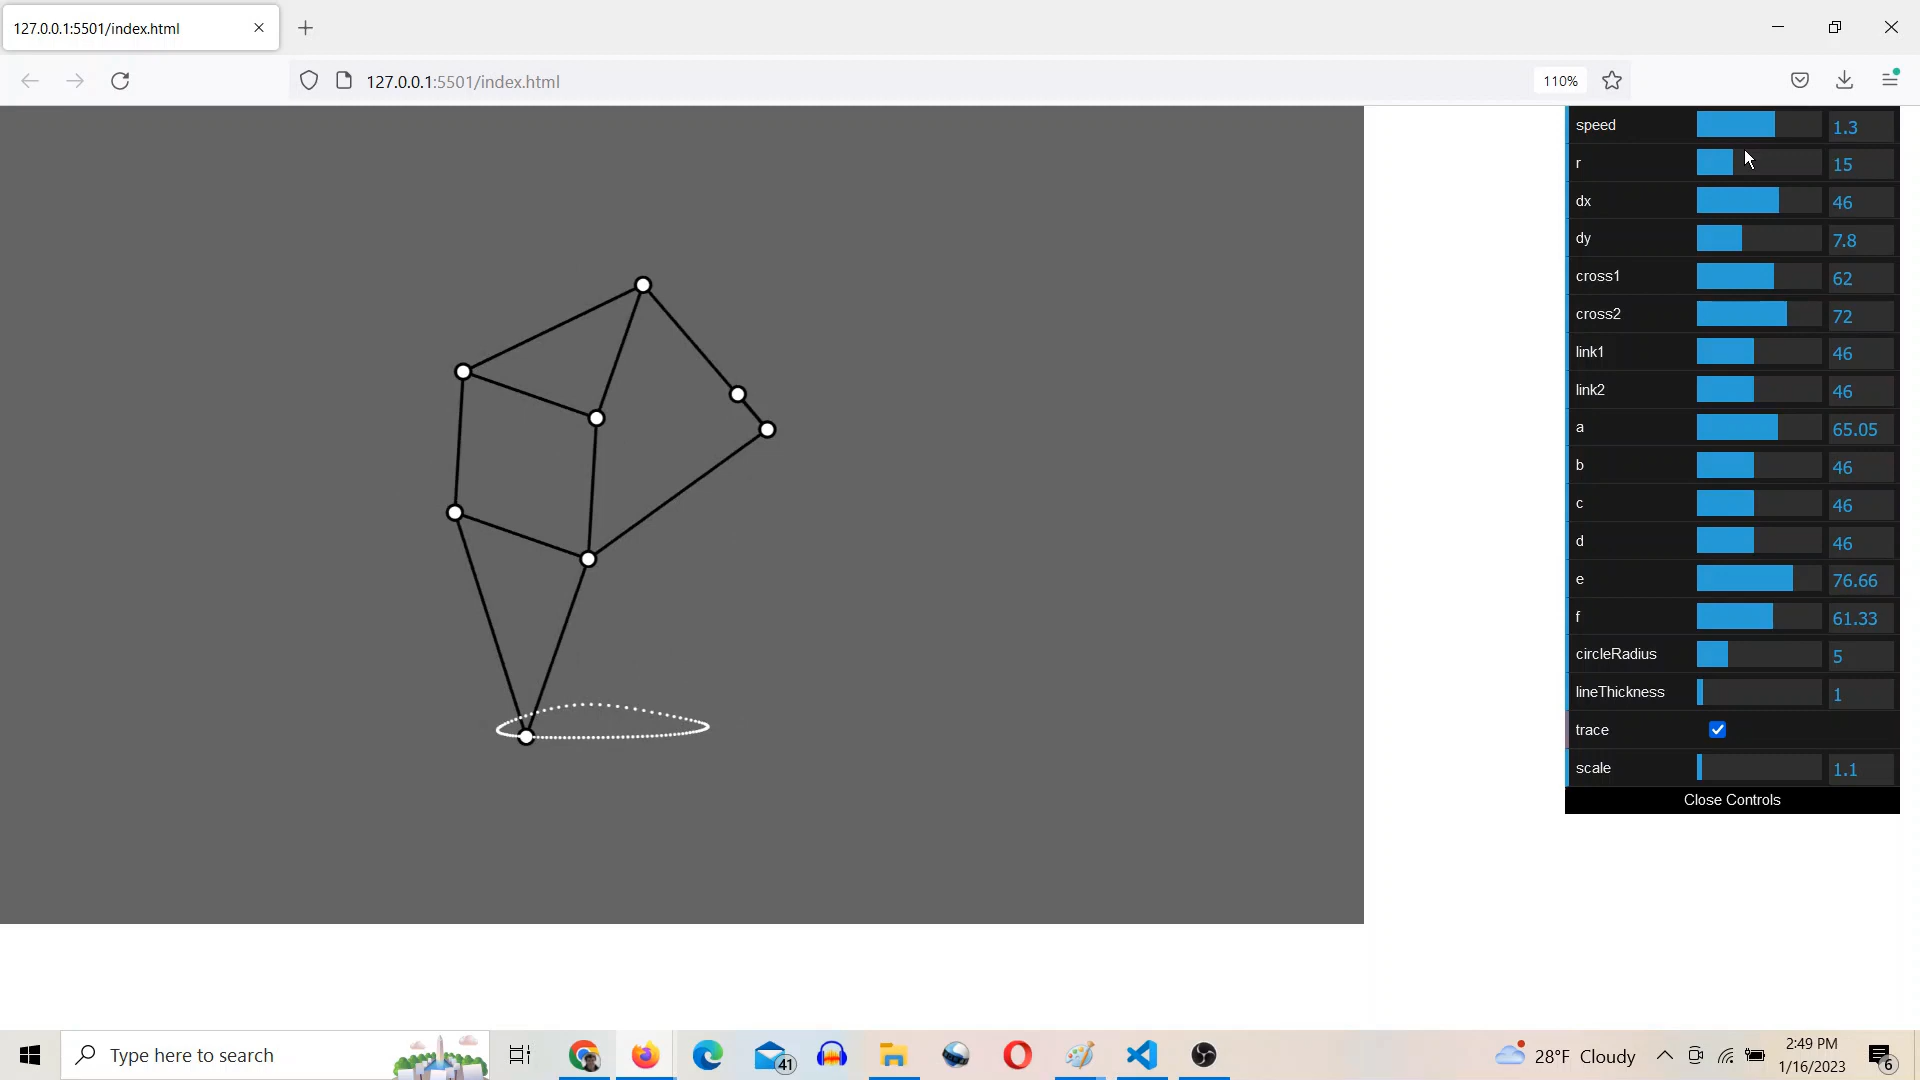 127.0.0.1:5501/index.html
127.0.0.1:5501/index.html
110%
speed 1.3
r 15
dx 46
dy 7.8
cross1 62
cross2 72
link1 46
link2 46
a 65.05
b 46
c 46
d 46
e 76.66
f 61.33
circleRadius 5
lineThickness 1
trace
scale 1.1
Close Controls
Type here to search
41
28°F Cloudy
2:49 PM
1/16/2023
6